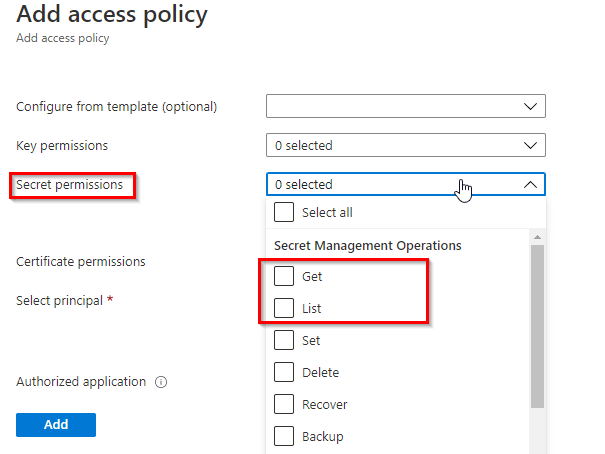 Add access policy
Add access policy
Configure from template (optional)
Key permissions
0 selected
Secret permissions
0 selected
Select all
Secret Management Operations
Certificate permissions
Get
Select principal *
List
Set
Delete
Authorized application
Recover
Add
Backup